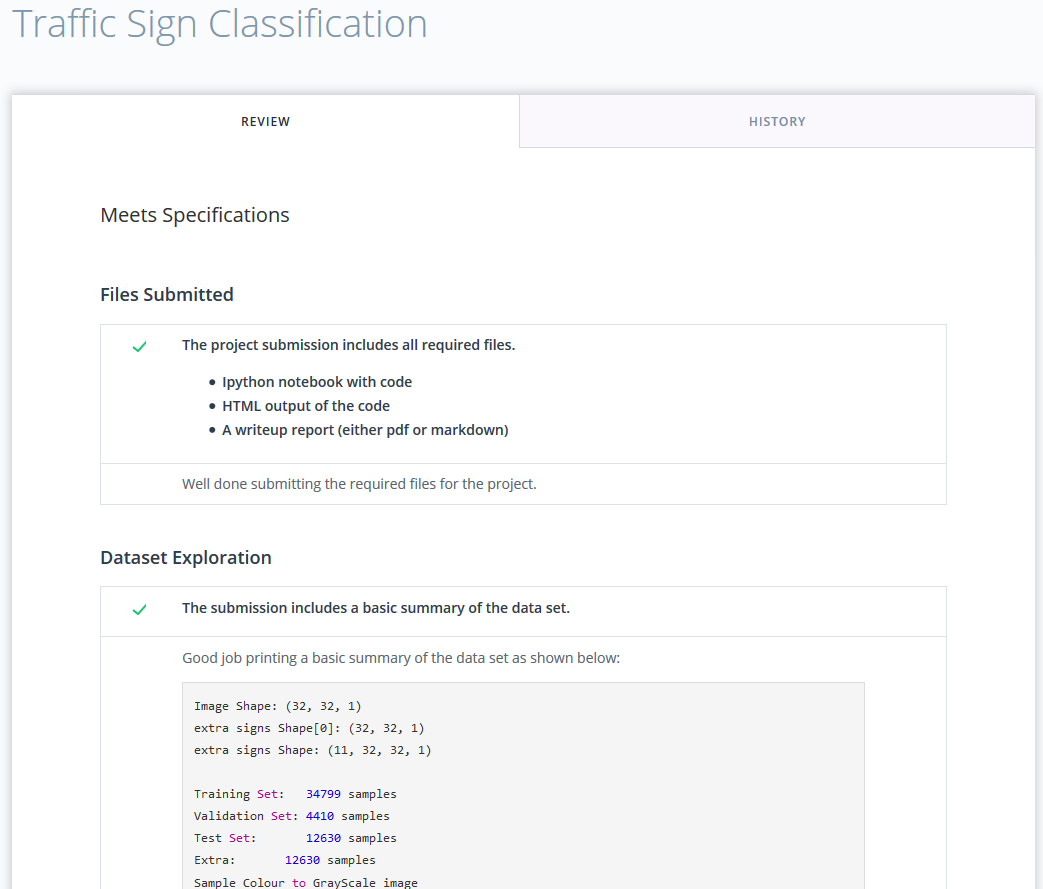 Traffic Sign Classification
REVIEW
HISTORY
Meets Specifications
Files Submitted
The project submission includes all required files.
• Ipython notebook with code
• HTML output of the code
• A writeup report (either pdf or markdown)
Well done submitting the required files for the project.
Dataset Exploration
The submission includes a basic summary of the data set.
Good job printing a basic summary of the data set as shown below:
Image Shape: (32, 32, 1)
extra signs Shape[0]: (32, 32, 1)
extra signs Shape: (11, 32, 32, 1)
Training Set:   34799 samples
Validation Set: 4410 samples
Test Set:       12630 samples
Extra:       12630 samples
Sample Colour to GrayScale image